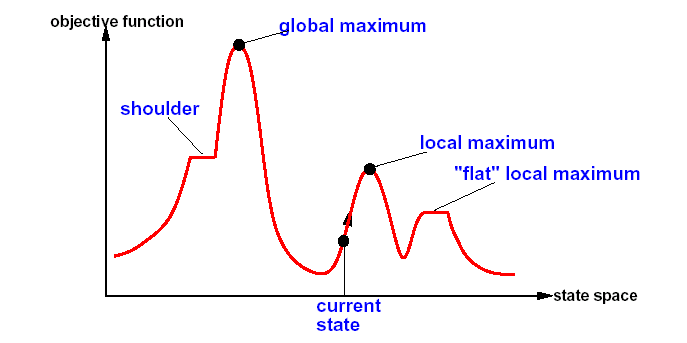 objective function
global maximum
shoulder
local maximum
"flat" local maximum
state space
current
state